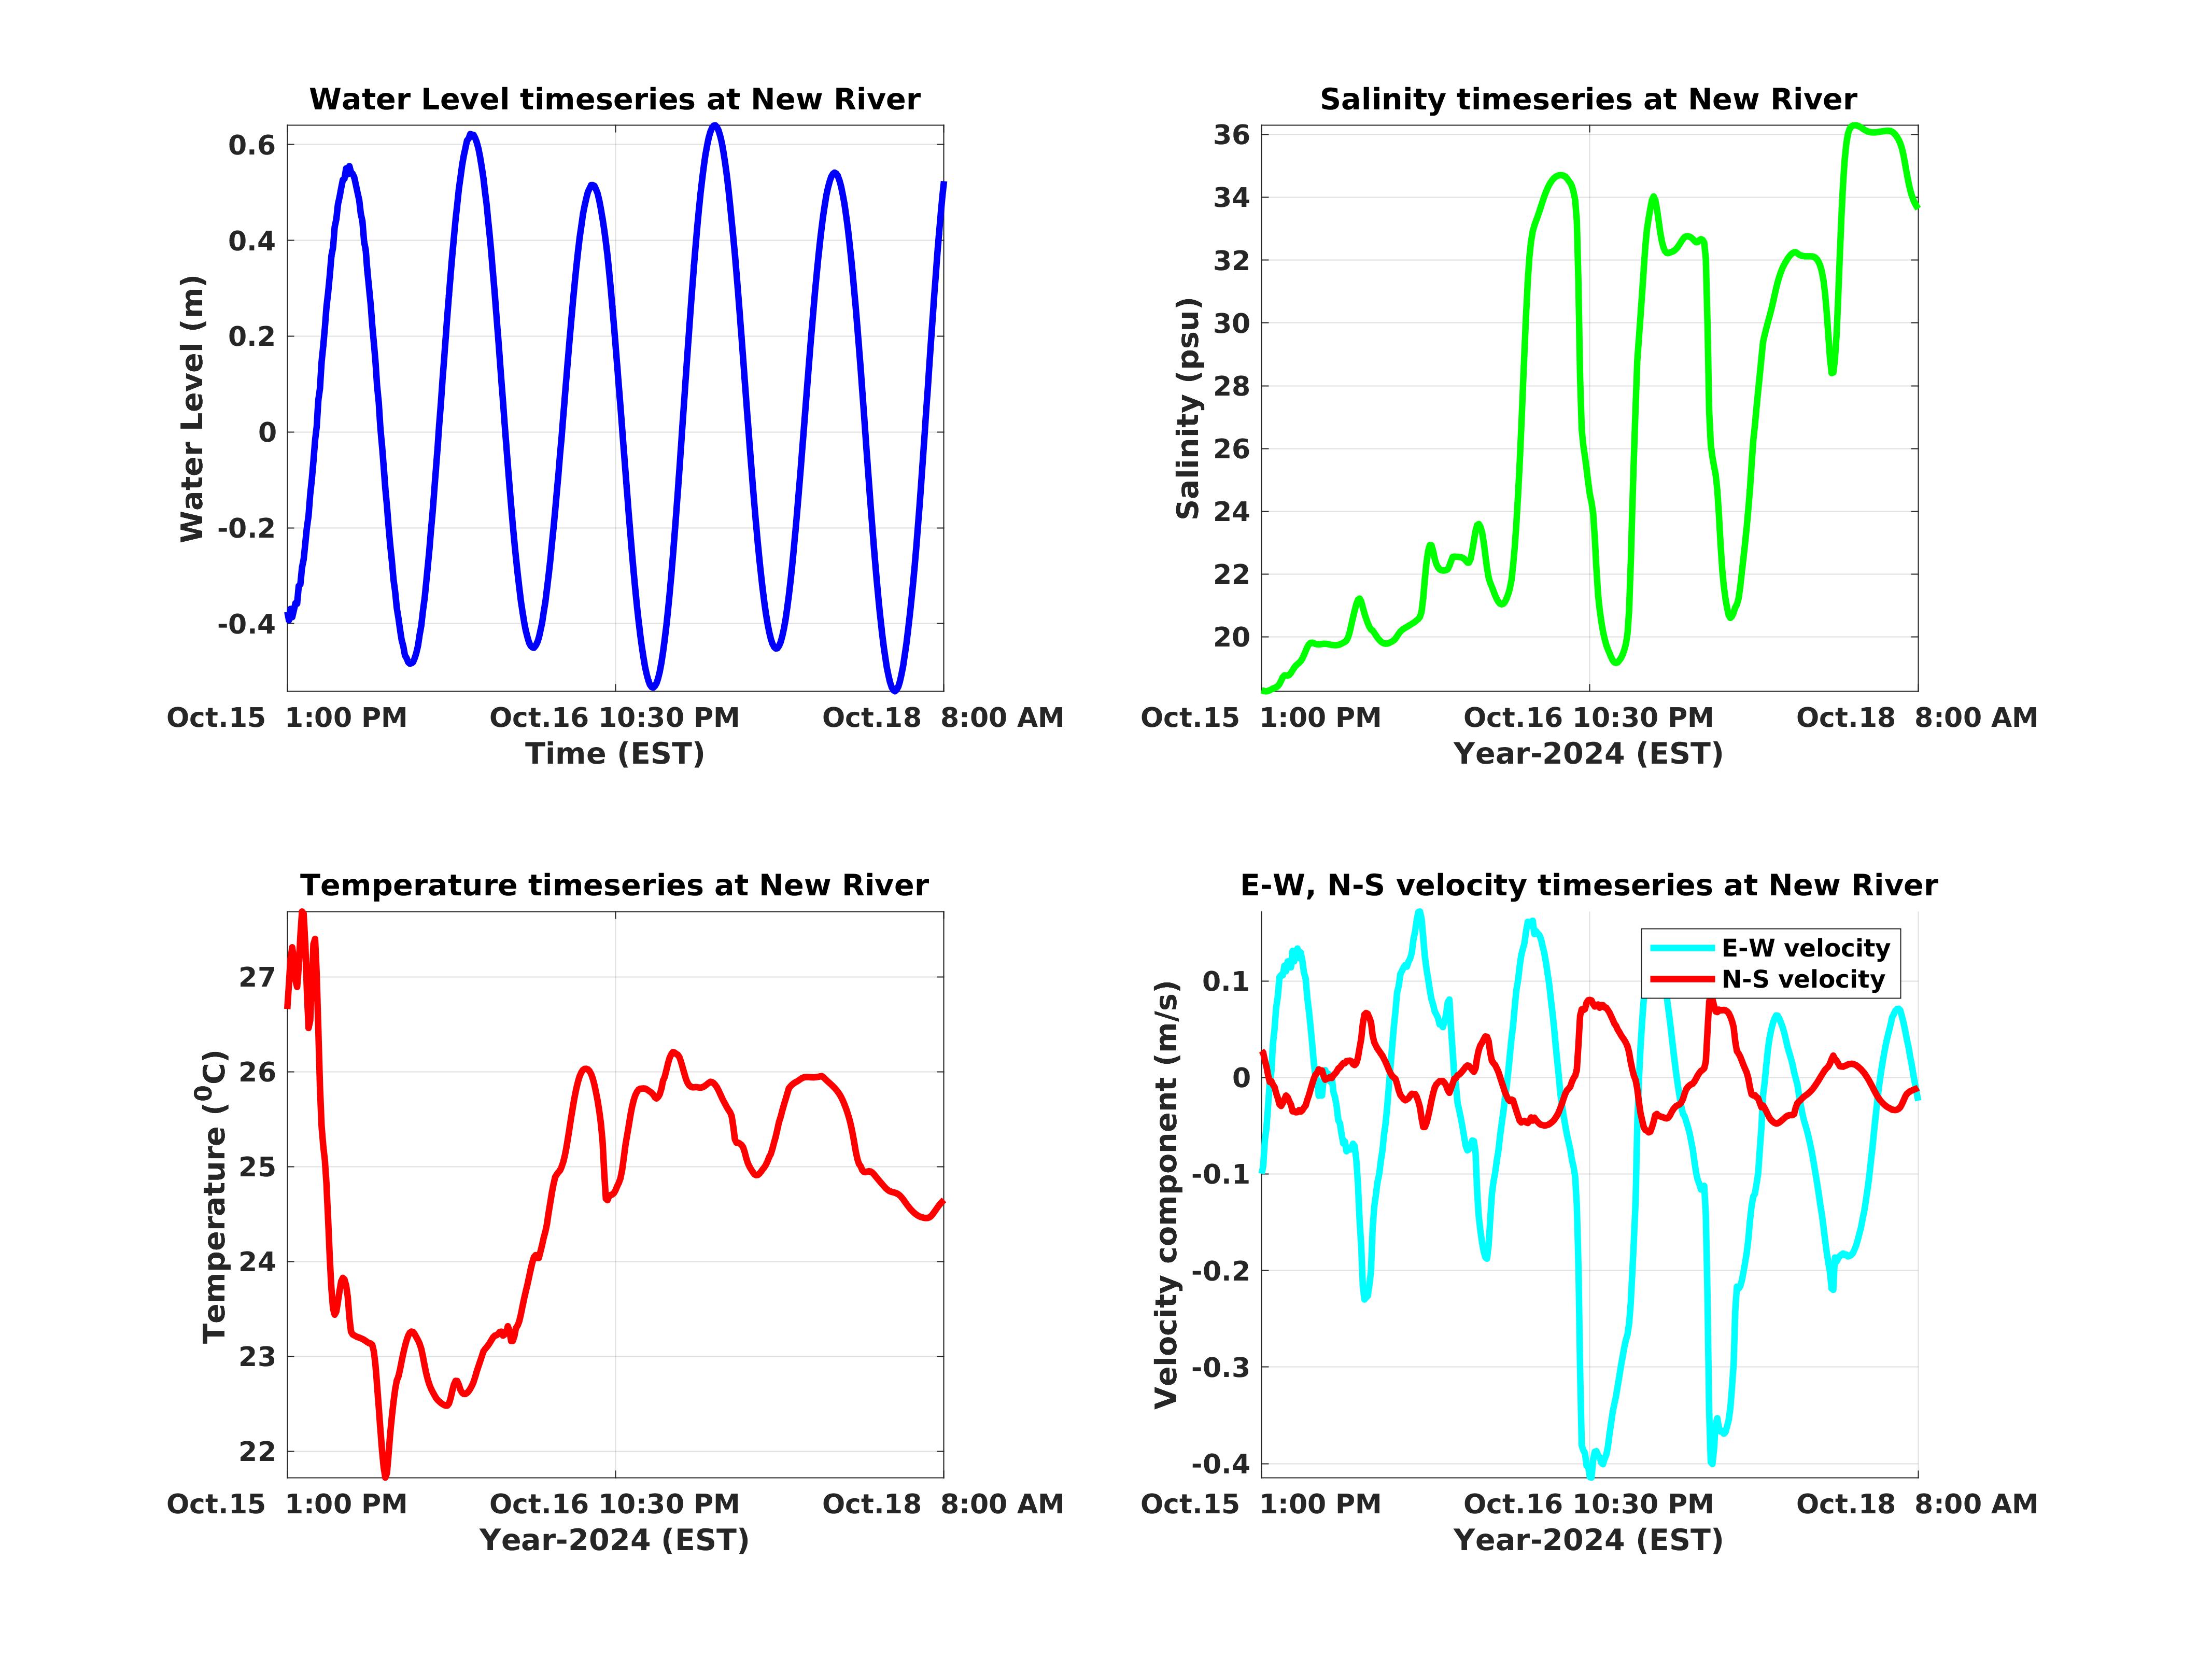 Water Level timeseries at New River
Water Level (m)
0.6
0.4
0.2
0
-0.2
-0.4
Oct.15 1:00 PM
Oct.16 10:30 PM
Oct.18 8:00 AM
Time (EST)
Salinity timeseries at New River
Salinity (psu)
36
34
32
30
28
26
24
22
20
Oct.15 1:00 PM
Oct.16 10:30 PM
Oct.18 8:00 AM
Year-2024 (EST)
Temperature timeseries at New River
Temperature (⁰C)
27
26
25
24
23
22
Oct.15 1:00 PM
Oct.16 10:30 PM
Oct.18 8:00 AM
Year-2024 (EST)
E-W, N-S velocity timeseries at New River
Velocity component (m/s)
E-W velocity
N-S velocity
0.1
0
-0.1
-0.2
-0.3
-0.4
Oct.15 1:00 PM
Oct.16 10:30 PM
Oct.18 8:00 AM
Year-2024 (EST)